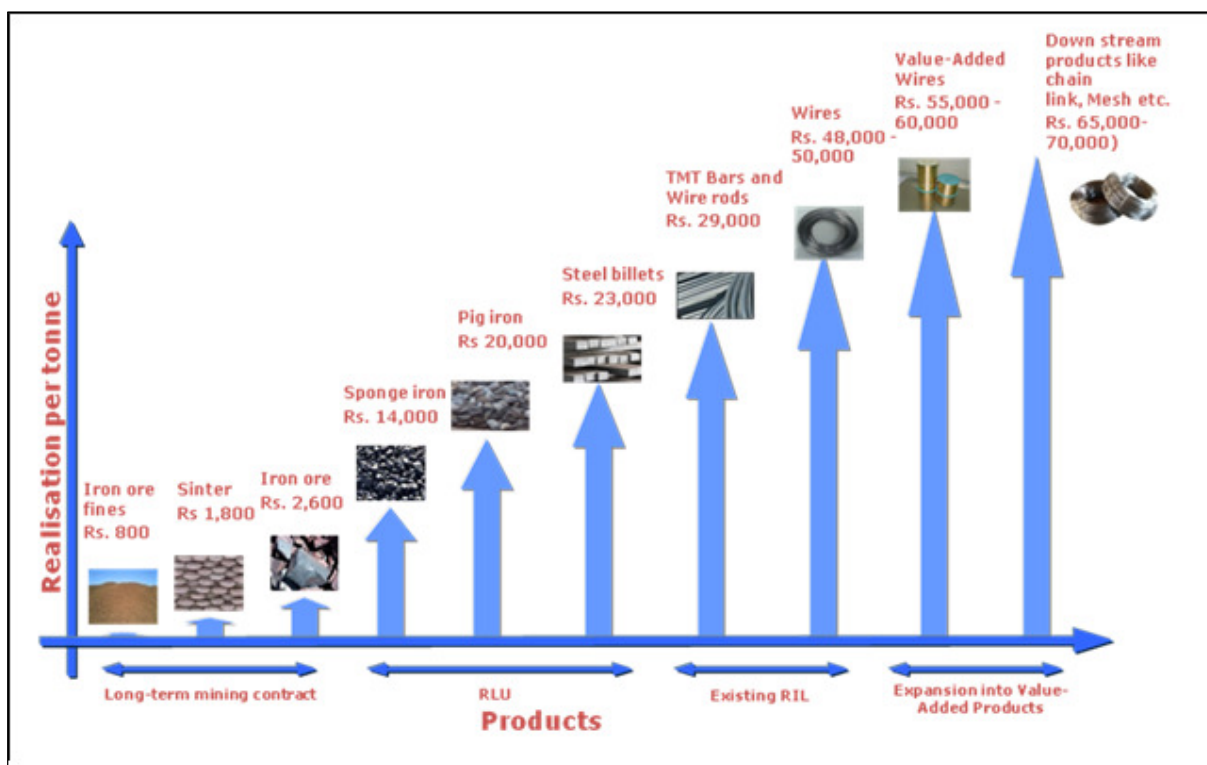 Realisation per tonne
Iron ore
fines
Rs. 800
Sinter
Rs 1,800
Iron ore
Rs. 2,600
Sponge iron
Rs. 14,000
Pig iron
Rs 20,000
Steel billets
Rs. 23,000
TMT Bars and
Wire rods
Rs. 29,000
Wires
Rs. 48,000 -
50,000
Value-Added
Wires
Rs. 55,000 -
60,000
Down stream
products like
chain
link, Mesh etc.
Rs. 65,000-
70,000)
Long-term mining contract
RLU
Existing RIL
Expansion into Value-
Added Products
Products